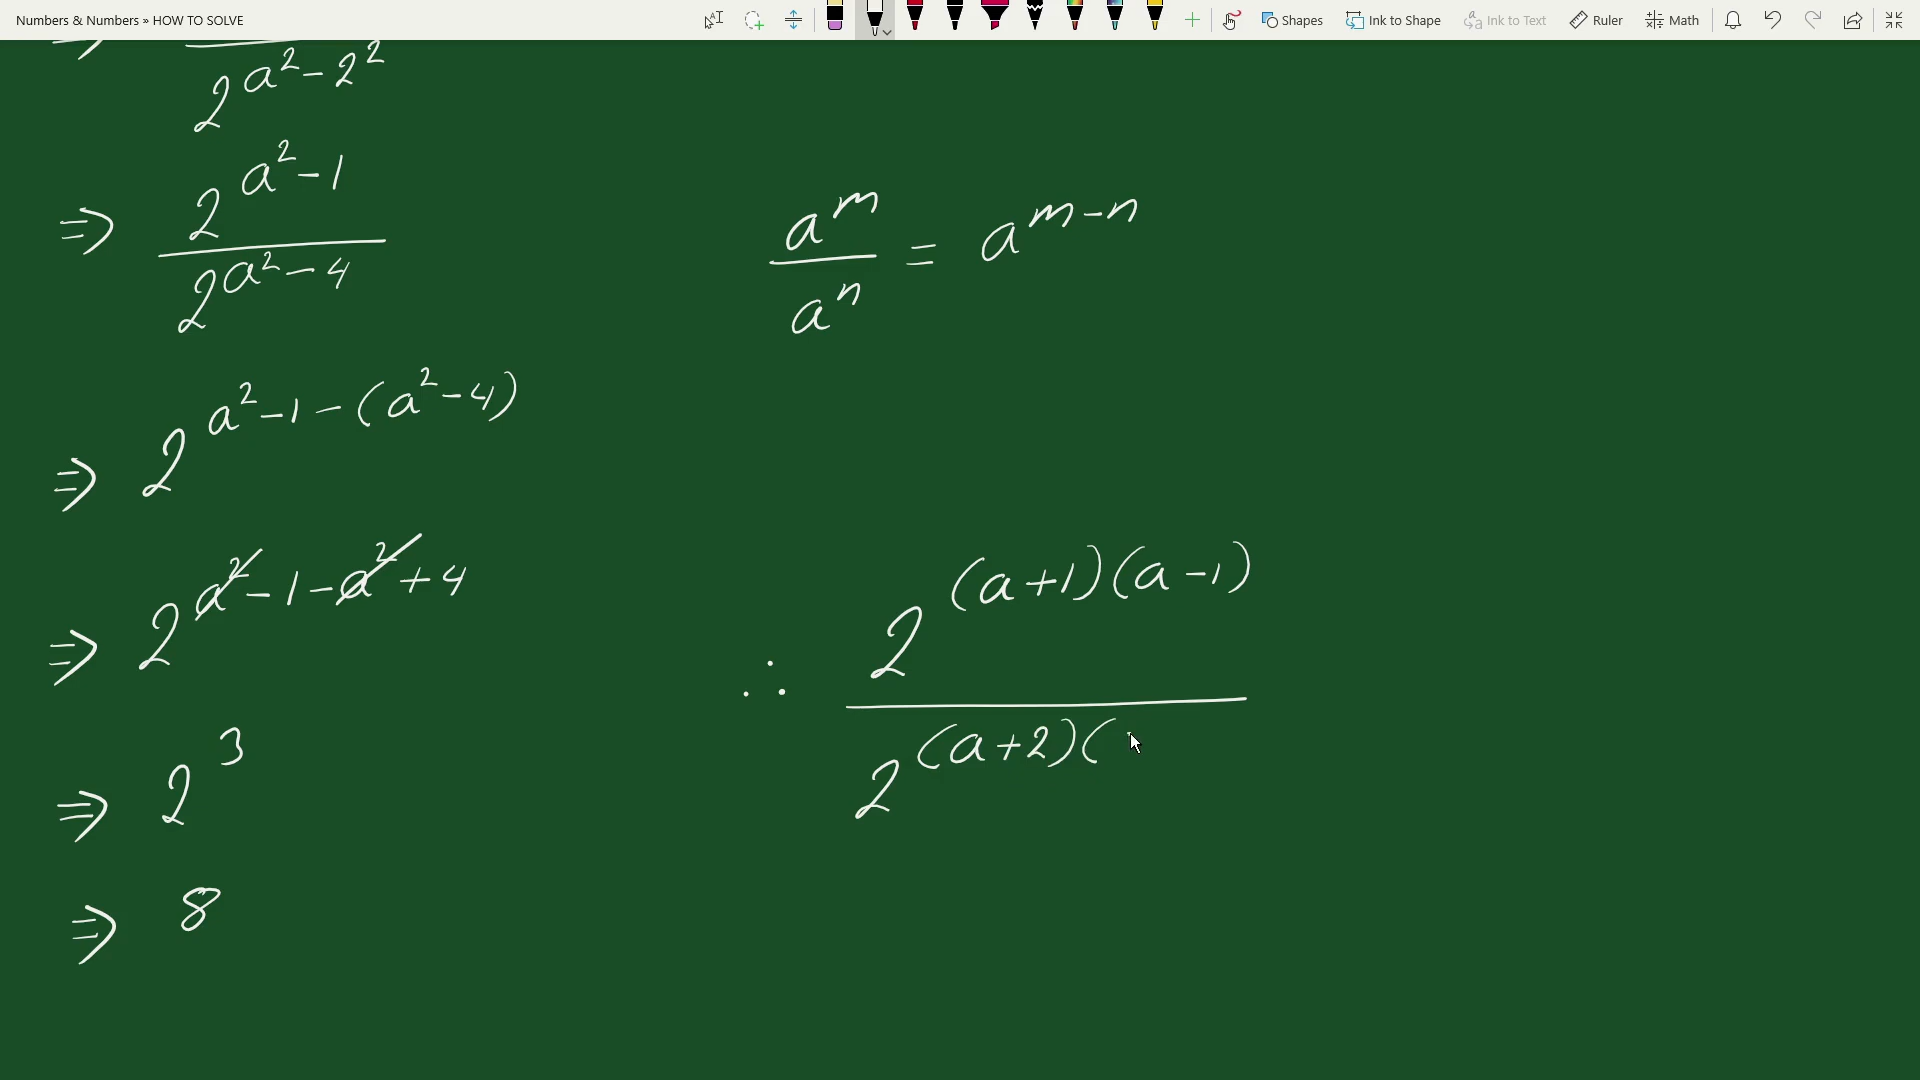 Numbers & Numbers » HOW TO SOLVE
Shapes Ink to Shape Ink to Text Ruler Math
⇒
2^(a²-2²)
⇒ 2^(a²-1) / 2^(a²-4)
a^m / a^n = a^(m-n)
⇒ 2^(a²-1-(a²-4))
⇒ 2^(a²-1-a²+4)
∴ 2^((a+1)(a-1)) / 2^((a+2)(
⇒ 2³
⇒ 8